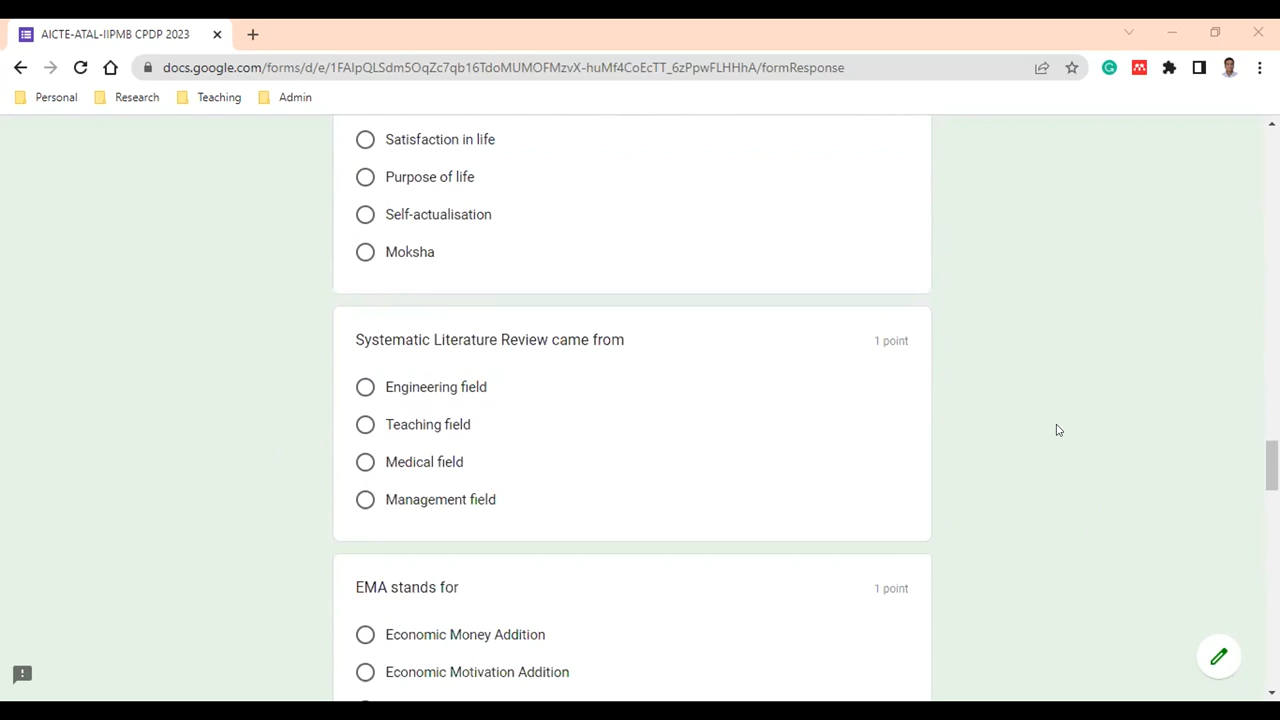 AICTE-ATAL-IIPMB CPDP 2023
docs.google.com/forms/d/e/1FAIpQLSdm5OqZc7qb16TdoMUMOFMzvX-huMf4CoEcTT_6zPpwFLHHhA/formResponse
Personal
Research
Teaching
Admin
Satisfaction in life
Purpose of life
Self-actualisation
Moksha
Systematic Literature Review came from
1 point
Engineering field
Teaching field
Medical field
Management field
EMA stands for
1 point
Economic Money Addition
Economic Motivation Addition